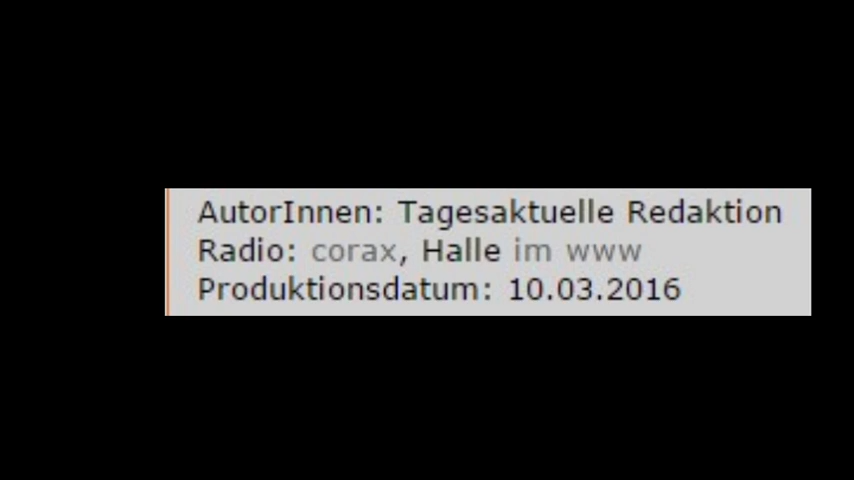 AutorInnen: Tagesaktuelle Redaktion
Radio: corax, Halle im www
Produktionsdatum: 10.03.2016